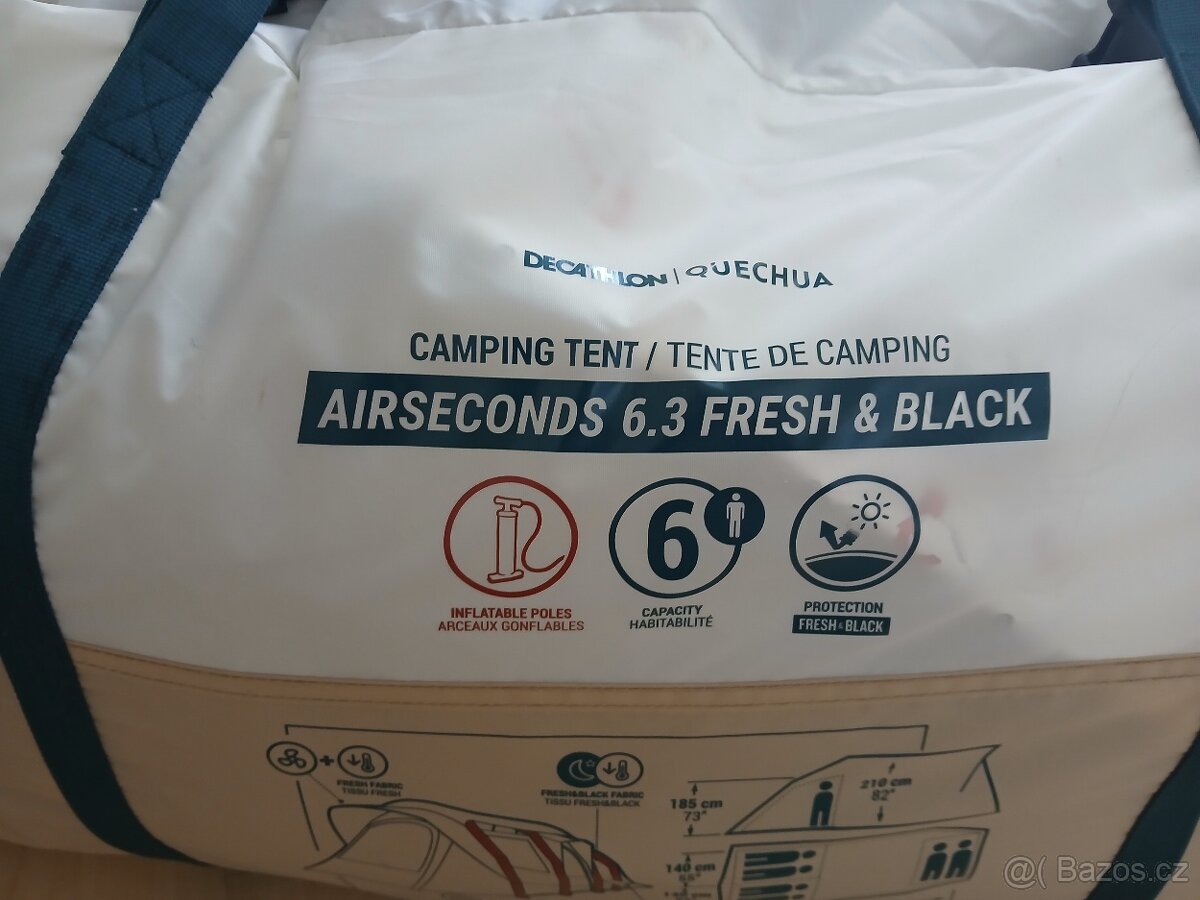 DECATHLON | QUECHUA
CAMPING TENT / TENTE DE CAMPING
AIRSECONDS 6.3 FRESH & BLACK
6
INFLATABLE POLES
ARCEAUX GONFLABLES
CAPACITY
HABITABILITÉ
PROTECTION
FRESH&BLACK
+
FRESH FABRIC
TISSU FRESH
FRESH&BLACK FABRIC
TISSU FRESH&BLACK
210 cm
82"
185 cm
73"
140 cm
55"
@( Bazos.cz